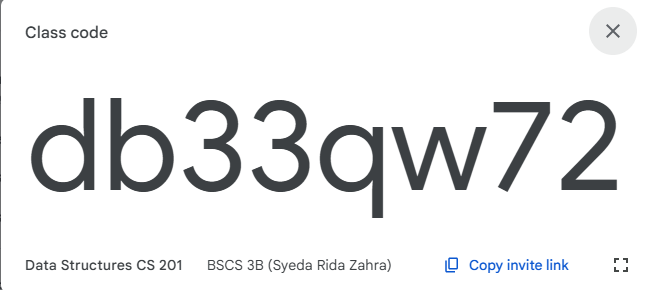 Class code
db33qw72
Data Structures CS 201 BSCS 3B (Syeda Rida Zahra) Copy invite link